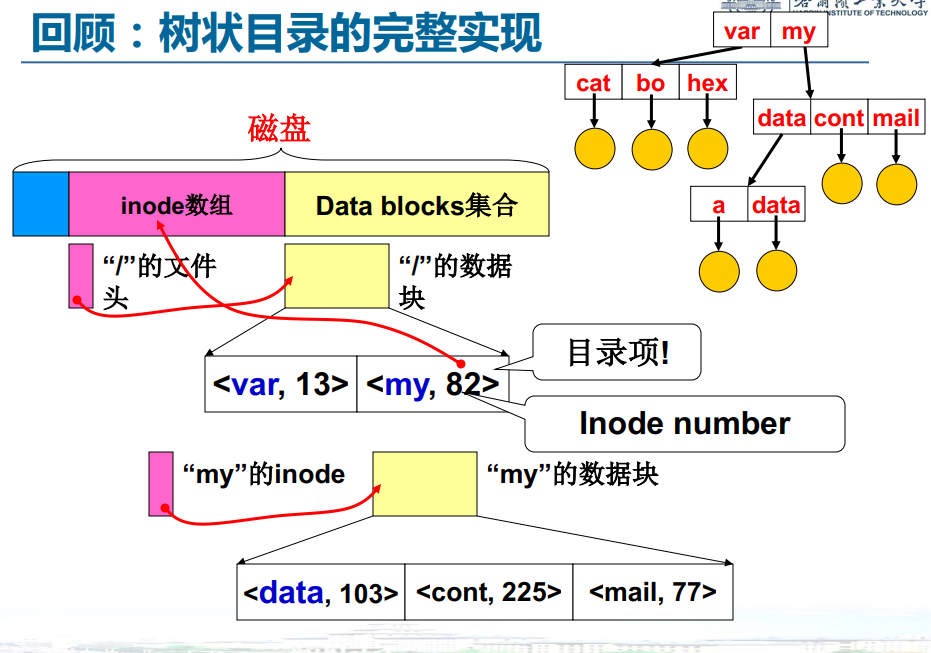 回顾：树状目录的完整实现
INSTITUTE OF TECHNOLOGY
var my
cat bo hex
data cont mail
a data
磁盘
inode数组 Data blocks集合
“/”的文件
头
“/”的数据
块
<var, 13> <my, 82>
目录项!
Inode number
“my”的inode
“my”的数据块
<data, 103> <cont, 225> <mail, 77>